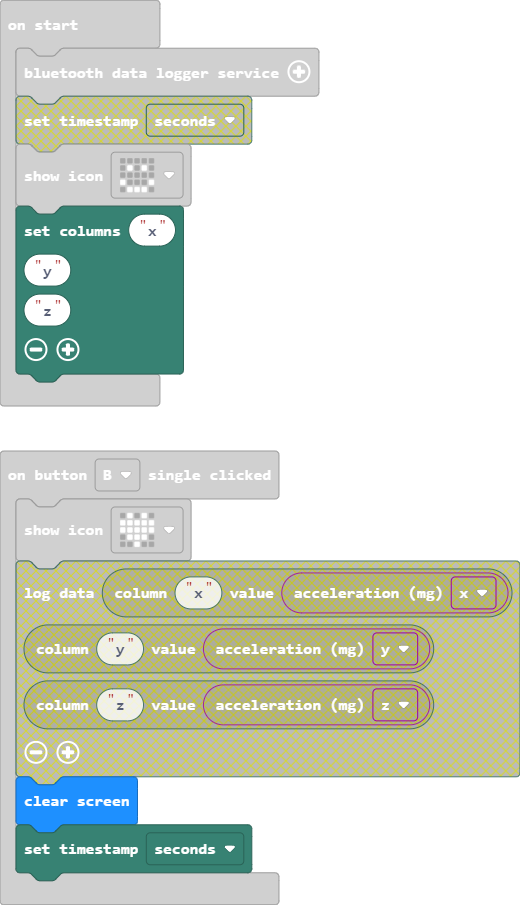 on start
bluetooth data logger service
set timestamp seconds
show icon
set columns "x"
"y"
"z"
on button B single clicked
show icon
log data column "x" value acceleration (mg) x
column "y" value acceleration (mg) y
column "z" value acceleration (mg) z
clear screen
set timestamp seconds